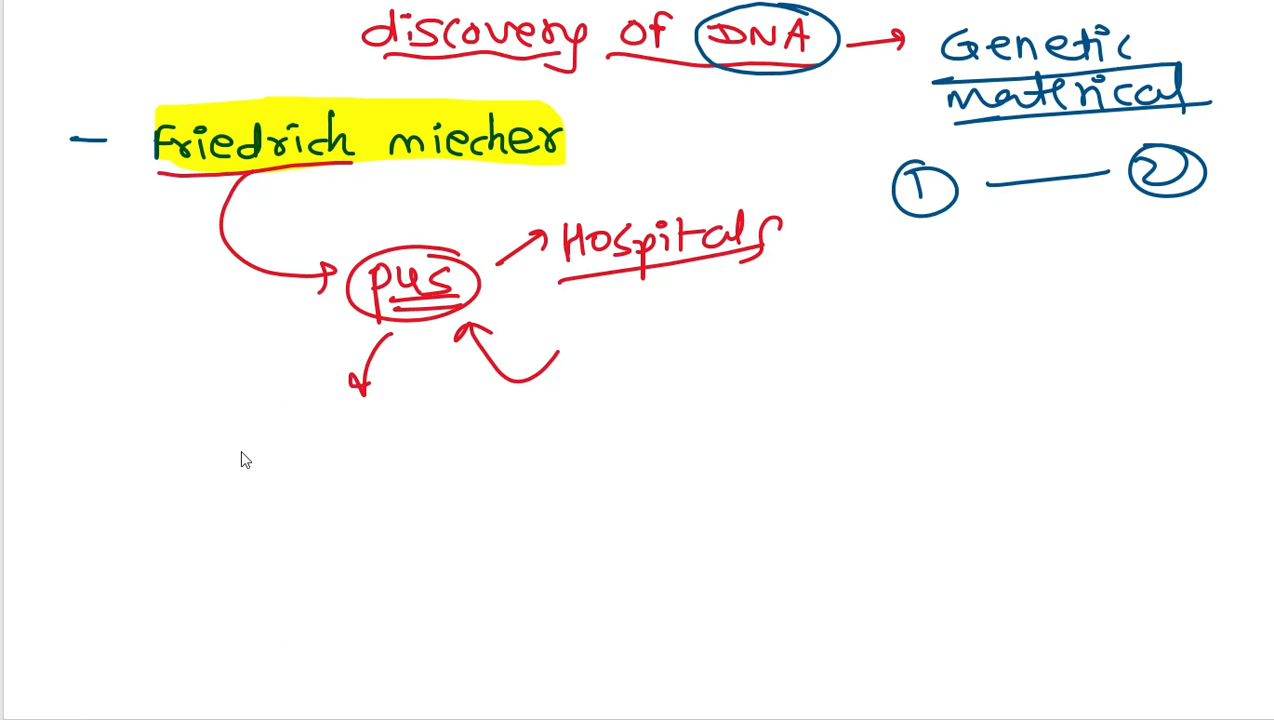 discovery of DNA → Genetic
material
- Friedrich miecher
1 — 2
Hospitals
pus